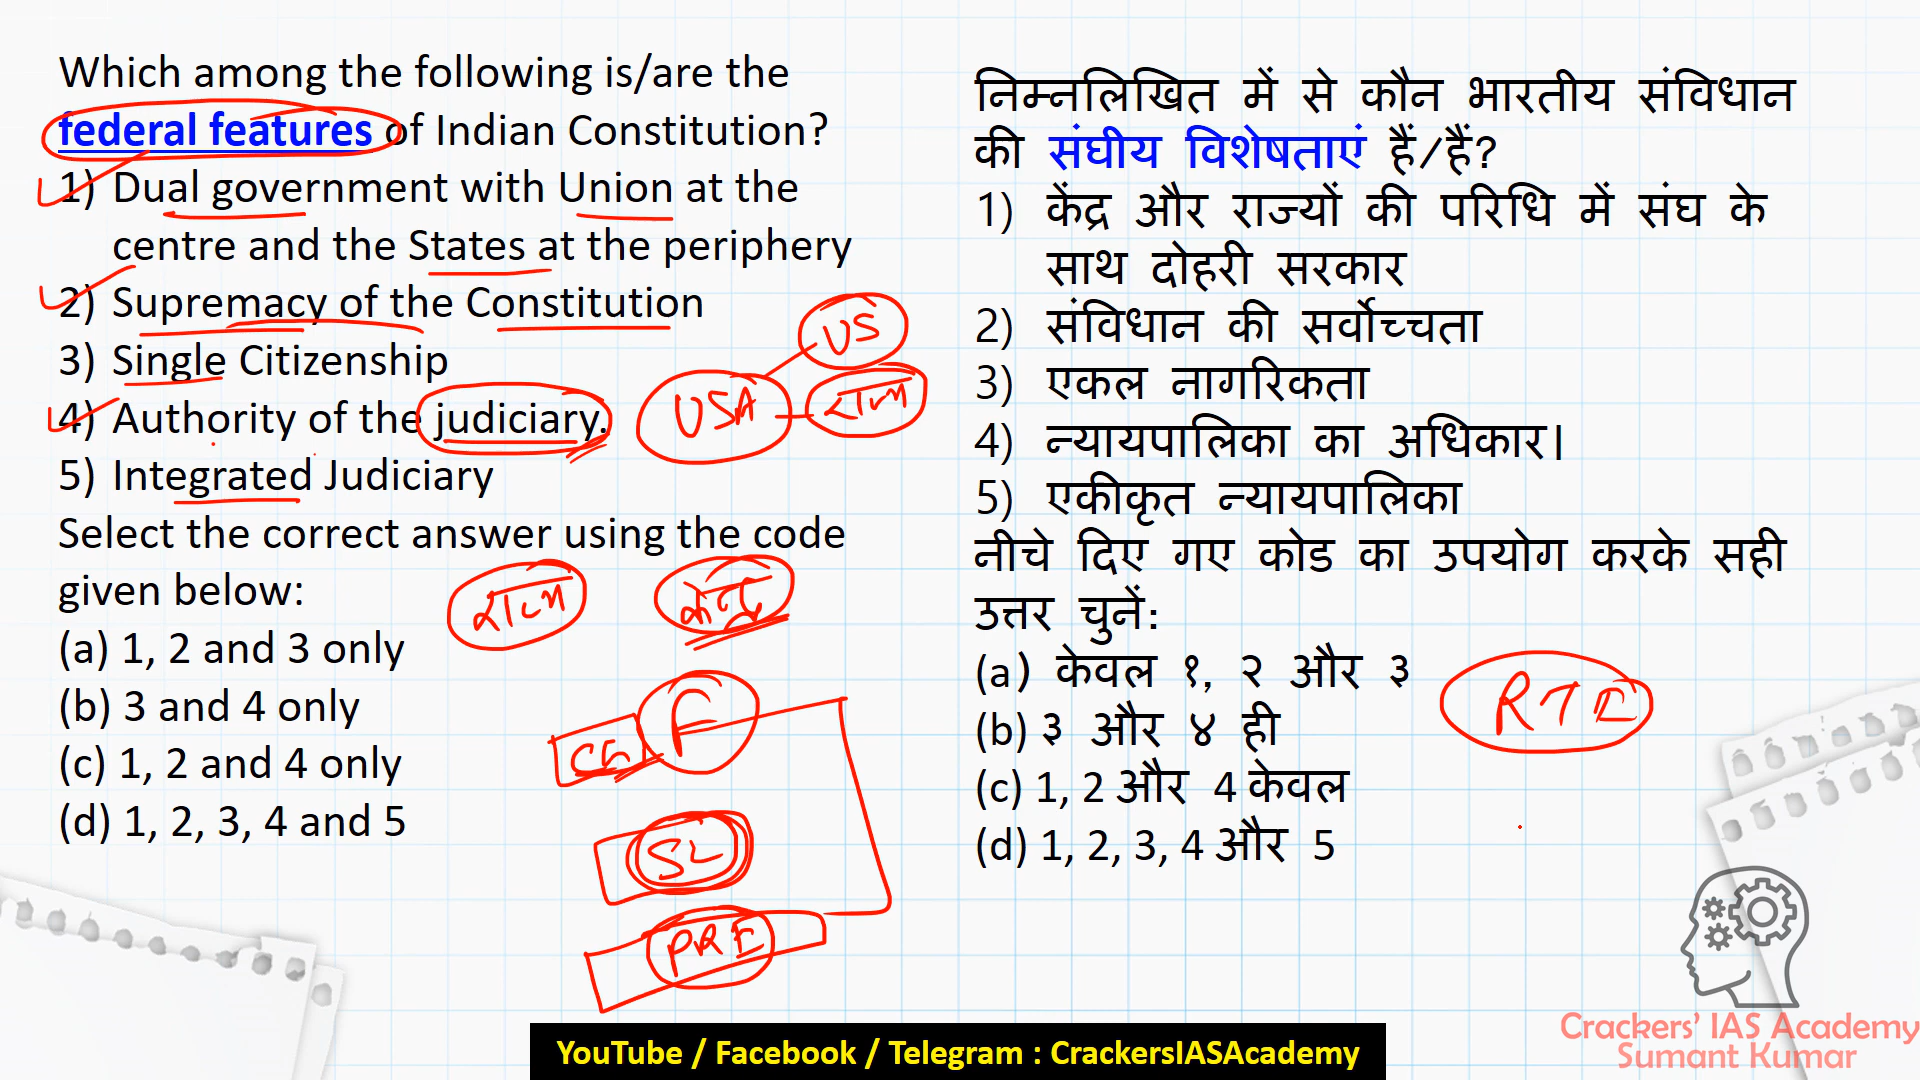 Which among the following is/are the
federal features of Indian Constitution?
1) Dual government with Union at the
centre and the States at the periphery
2) Supremacy of the Constitution
3) Single Citizenship
4) Authority of the judiciary.
5) Integrated Judiciary
Select the correct answer using the code
given below:
(a) 1, 2 and 3 only
(b) 3 and 4 only
(c) 1, 2 and 4 only
(d) 1, 2, 3, 4 and 5
US
USA
राज्य
राज्य
केंद्र
F
SL
निम्नलिखित में से कौन भारतीय संविधान
की संघीय विशेषताएं हैं/हैं?
1) केंद्र और राज्यों की परिधि में संघ के
साथ दोहरी सरकार
2) संविधान की सर्वोच्चता
3) एकल नागरिकता
4) न्यायपालिका का अधिकार।
5) एकीकृत न्यायपालिका
नीचे दिए गए कोड का उपयोग करके सही
उत्तर चुनें:
(a) केवल १, २ और ३
(b) ३ और ४ ही
(c) 1, 2 और 4 केवल
(d) 1, 2, 3, 4 और 5
YouTube / Facebook / Telegram : CrackersIASAcademy
Crackers' IAS Academy
Sumant Kumar